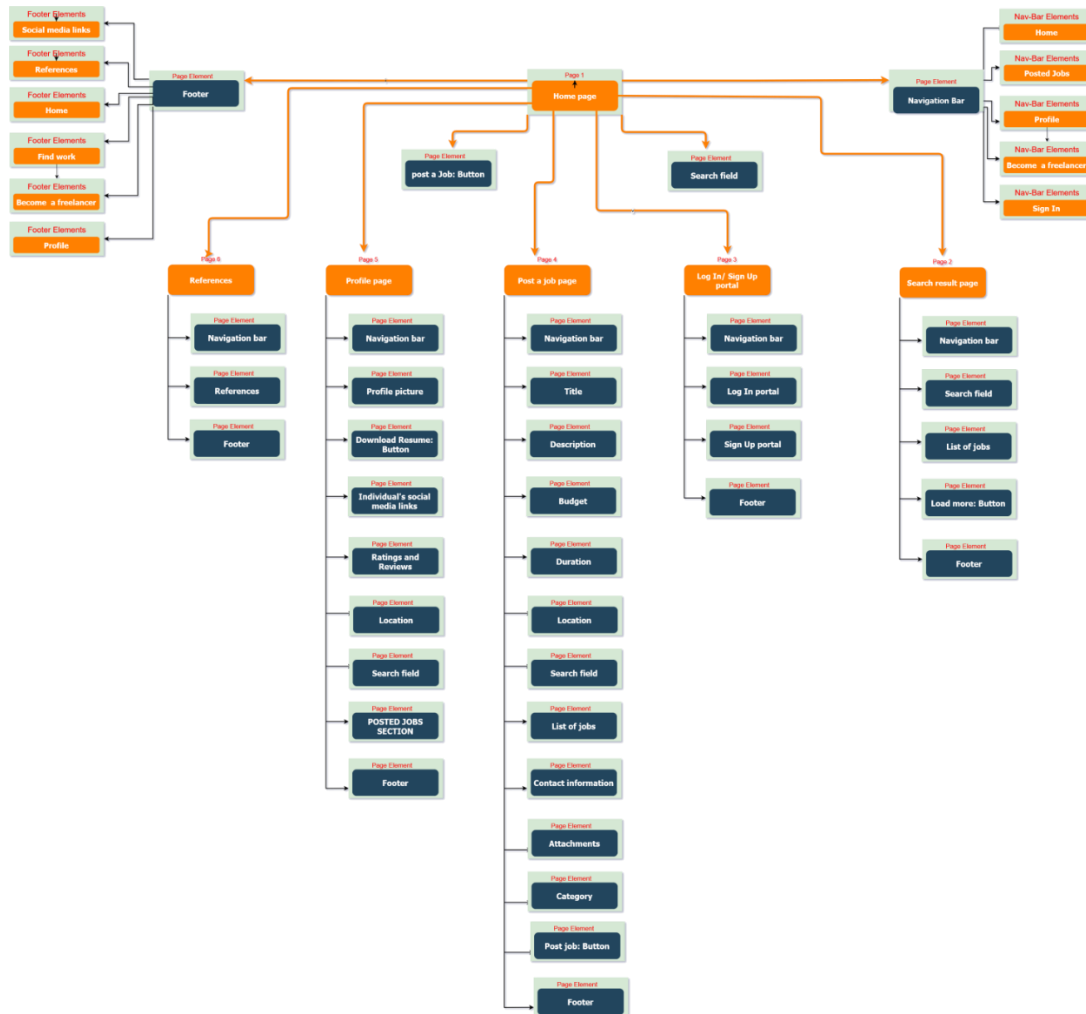 Footer Elements
Social media links
Footer Elements
References
Footer Elements
Home
Footer Elements
Find work
Footer Elements
Become a freelancer
Footer Elements
Profile
Page Element
Footer
Page 1
Home page
Page Element
post a Job: Button
Page Element
Search field
Page Element
Navigation Bar
Nav-Bar Elements
Home
Nav-Bar Elements
Posted Jobs
Nav-Bar Elements
Profile
Nav-Bar Elements
Become a freelancer
Nav-Bar Elements
Sign In
Page 6
References
Page Element
Navigation bar
Page Element
References
Page Element
Footer
Page 5
Profile page
Page Element
Navigation bar
Page Element
Profile picture
Page Element
Download Resume:
Button
Page Element
Individual's social
media links
Page Element
Ratings and
Reviews
Page Element
Location
Page Element
Search field
Page Element
POSTED JOBS
SECTION
Page Element
Footer
Page 4
Post a job page
Page Element
Navigation bar
Page Element
Title
Page Element
Description
Page Element
Budget
Page Element
Duration
Page Element
Location
Page Element
Search field
Page Element
List of jobs
Page Element
Contact information
Page Element
Attachments
Page Element
Category
Page Element
Post job: Button
Page Element
Footer
Page 3
Log In/ Sign Up
portal
Page Element
Navigation bar
Page Element
Log In portal
Page Element
Sign Up portal
Page Element
Footer
Page 2
Search result page
Page Element
Navigation bar
Page Element
Search field
Page Element
List of jobs
Page Element
Load more: Button
Page Element
Footer